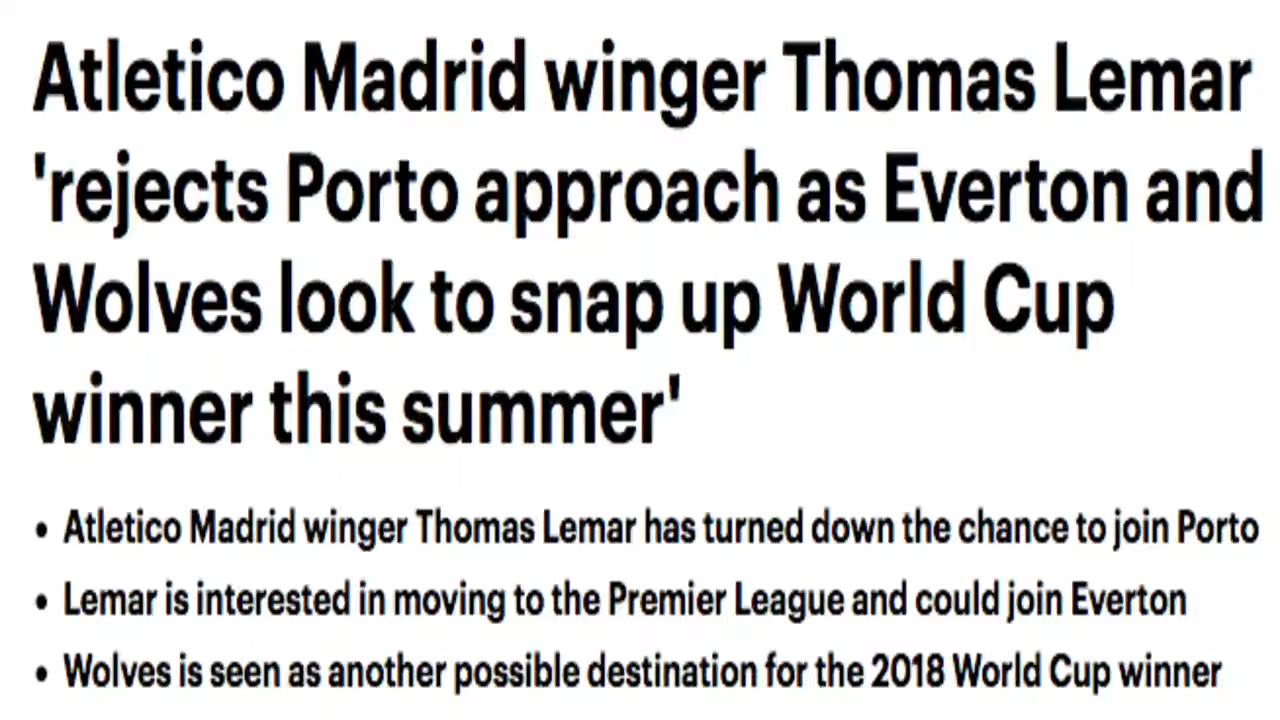 Atletico Madrid winger Thomas Lemar
'rejects Porto approach as Everton and
Wolves look to snap up World Cup
winner this summer'
• Atletico Madrid winger Thomas Lemar has turned down the chance to join Porto
• Lemar is interested in moving to the Premier League and could join Everton
• Wolves is seen as another possible destination for the 2018 World Cup winner